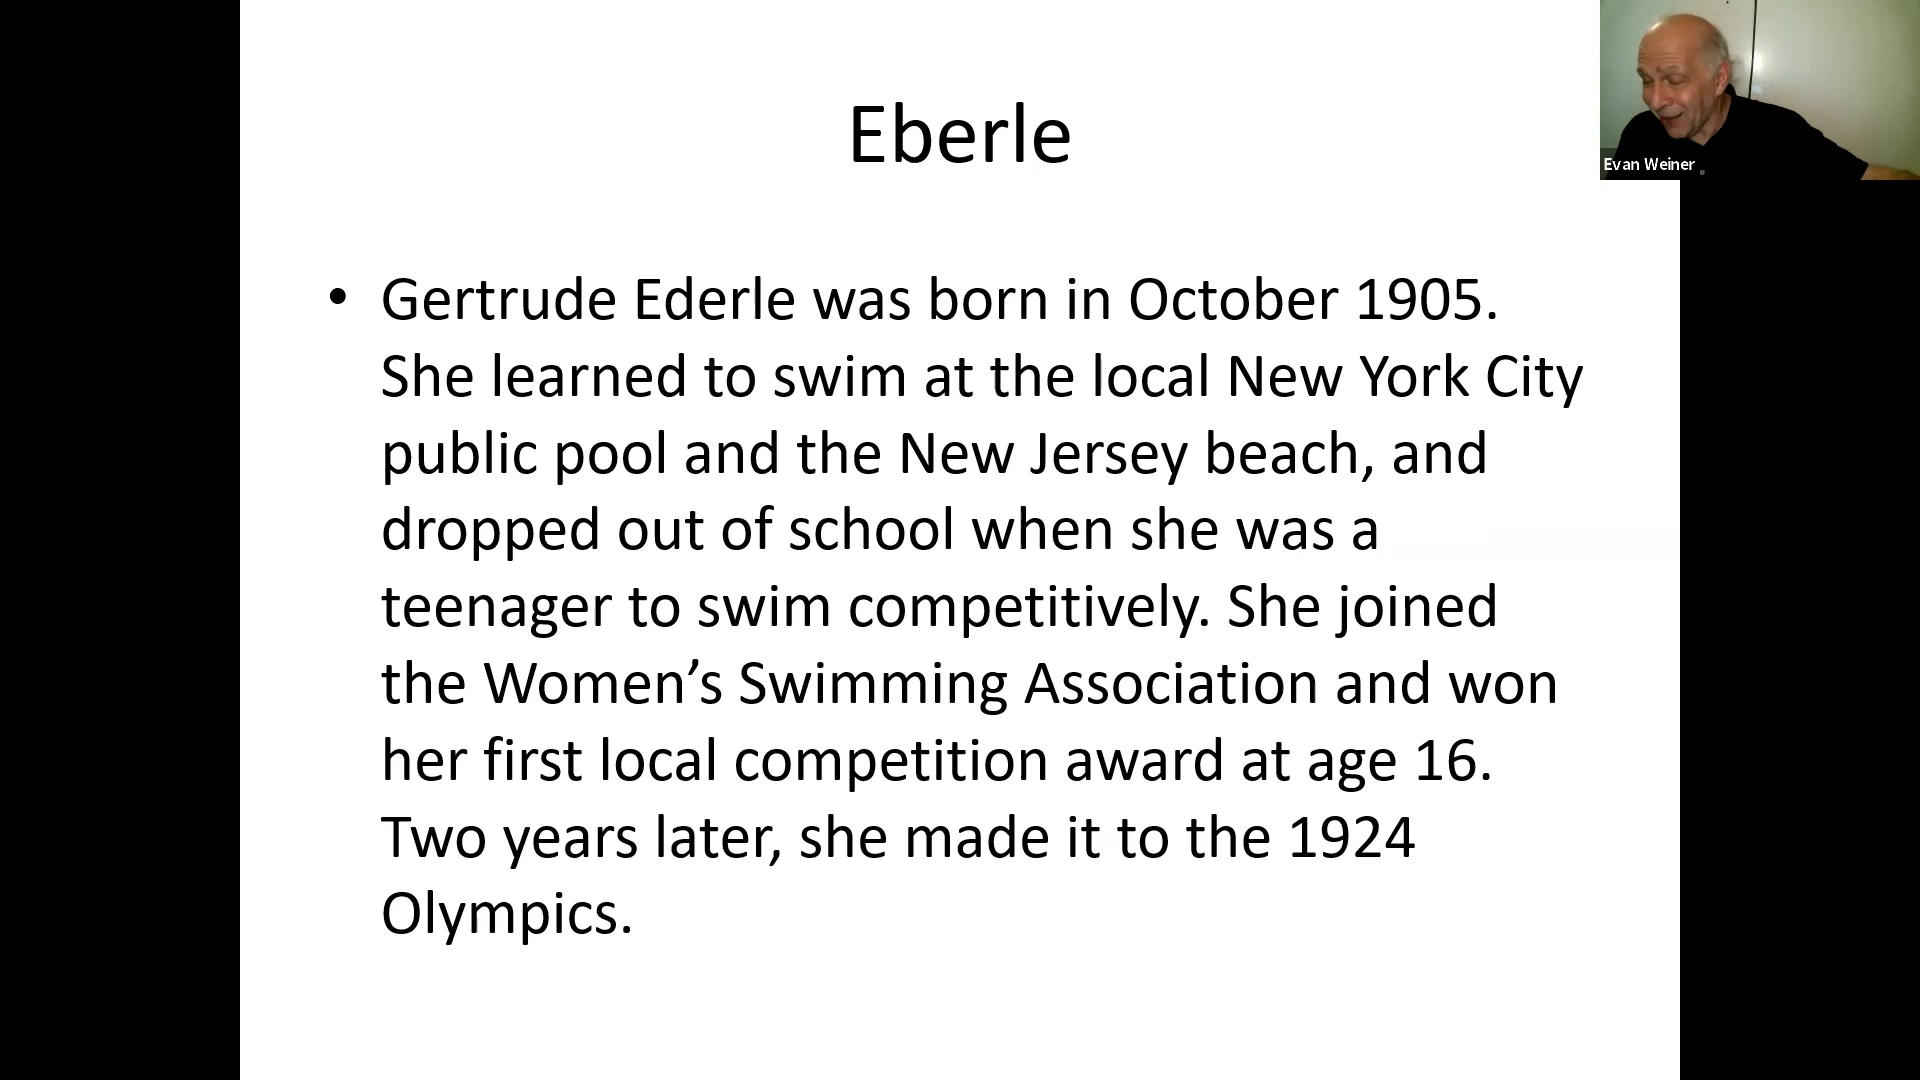 Eberle
Evan Weiner
• Gertrude Ederle was born in October 1905.
She learned to swim at the local New York City
public pool and the New Jersey beach, and
dropped out of school when she was a
teenager to swim competitively. She joined
the Women’s Swimming Association and won
her first local competition award at age 16.
Two years later, she made it to the 1924
Olympics.